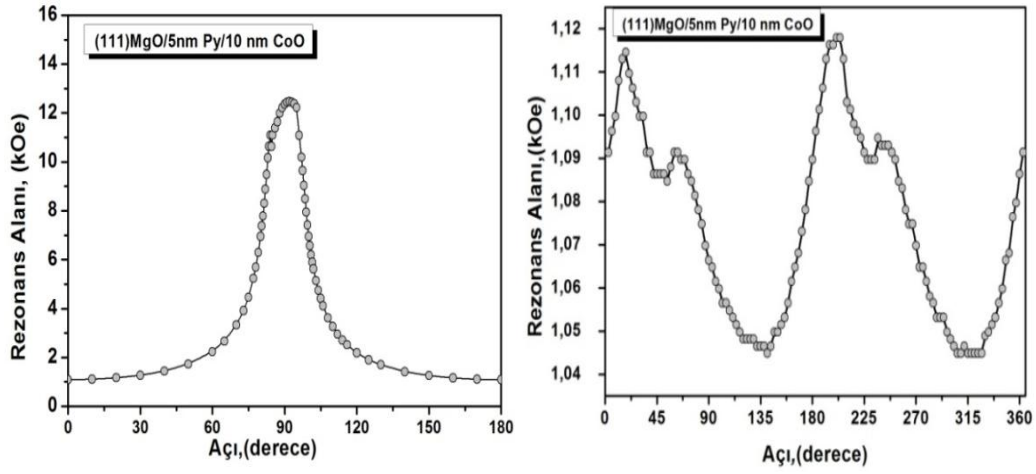 (111)MgO/5nm Py/10 nm CoO
Rezonans Alanı, (kOe)
16
14
12
10
8
6
4
2
0
0 30 60 90 120 150 180
Açı,(derece)
(111)MgO/5nm Py/10 nm CoO
Rezonans Alanı,(kOe)
1,12
1,11
1,10
1,09
1,08
1,07
1,06
1,05
1,04
0 45 90 135 180 225 270 315 360
Açı,(derece)